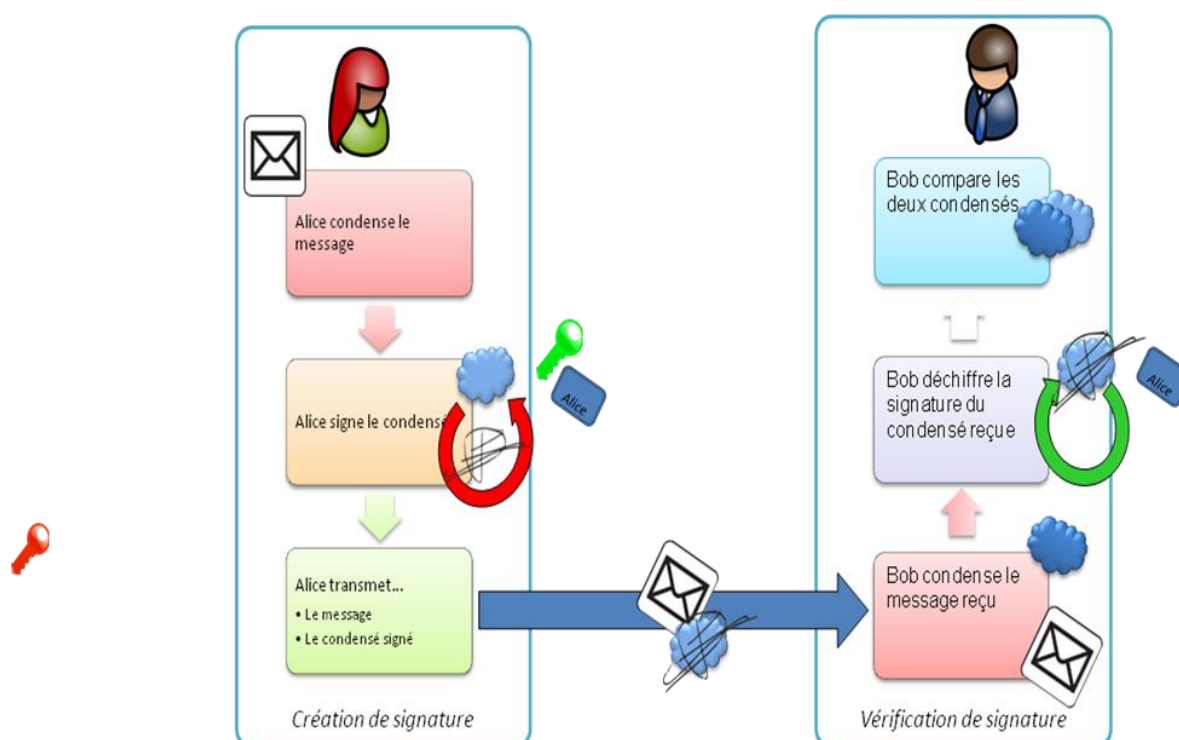 Alice condense le
message
Alice signe le condensé
Alice
Alice transmet...
• Le message
• Le condensé signé
Création de signature
Bob compare les
deux condensés
Bob déchiffre la
signature du
condensé reçue
Alice
Bob condense le
message reçu
Vérification de signature